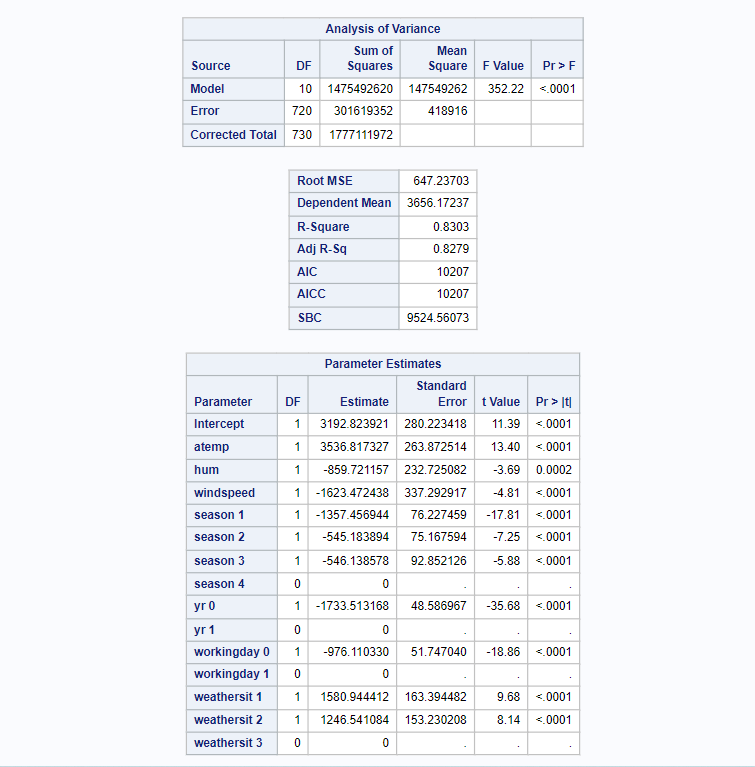 Analysis of Variance
Source DF Sum of Squares Mean Square F Value Pr > F
Model 10 1475492620 147549262 352.22 <.0001
Error 720 301619352 418916
Corrected Total 730 1777111972
Root MSE 647.23703
Dependent Mean 3656.17237
R-Square 0.8303
Adj R-Sq 0.8279
AIC 10207
AICC 10207
SBC 9524.56073
Parameter Estimates
Parameter DF Estimate Standard Error t Value Pr > |t|
Intercept 1 3192.823921 280.223418 11.39 <.0001
atemp 1 3536.817327 263.872514 13.40 <.0001
hum 1 -859.721157 232.725082 -3.69 0.0002
windspeed 1 -1623.472438 337.292917 -4.81 <.0001
season 1 1 -1357.456944 76.227459 -17.81 <.0001
season 2 1 -545.183894 75.167594 -7.25 <.0001
season 3 1 -546.138578 92.852126 -5.88 <.0001
season 4 0 0 . . .
yr 0 1 -1733.513168 48.586967 -35.68 <.0001
yr 1 0 0 . . .
workingday 0 1 -976.110330 51.747040 -18.86 <.0001
workingday 1 0 0 . . .
weathersit 1 1 1580.944412 163.394482 9.68 <.0001
weathersit 2 1 1246.541084 153.230208 8.14 <.0001
weathersit 3 0 0 . . .